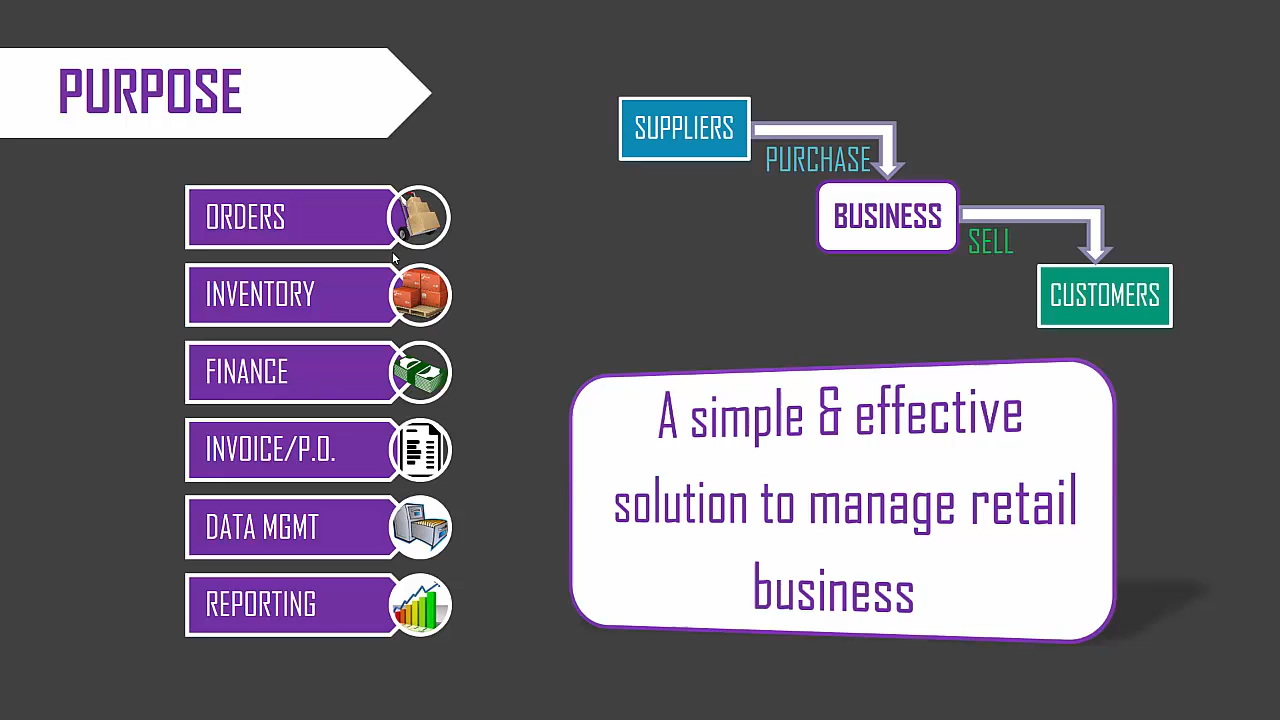 PURPOSE
ORDERS
INVENTORY
FINANCE
INVOICE/P.O.
DATA MGMT
REPORTING
SUPPLIERS
PURCHASE
BUSINESS
SELL
CUSTOMERS
A simple & effective
solution to manage retail
business